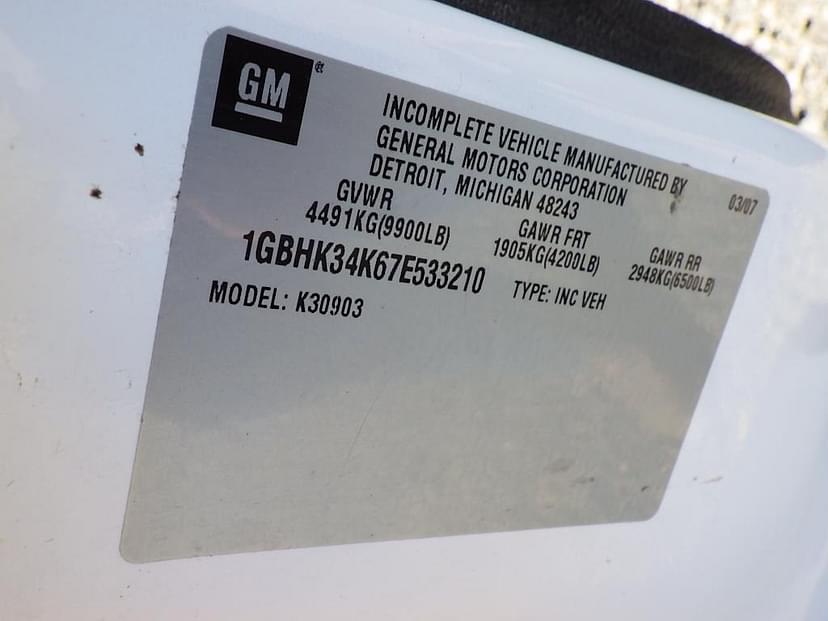 GM
INCOMPLETE VEHICLE MANUFACTURED BY
GENERAL MOTORS CORPORATION
DETROIT, MICHIGAN 48243
03/07
GVWR
4491KG(9900LB)
GAWR FRT
1905KG(4200LB)
GAWR RR
2948KG(6500LB)
1GBHK34K67E533210
TYPE: INC VEH
MODEL: K30903